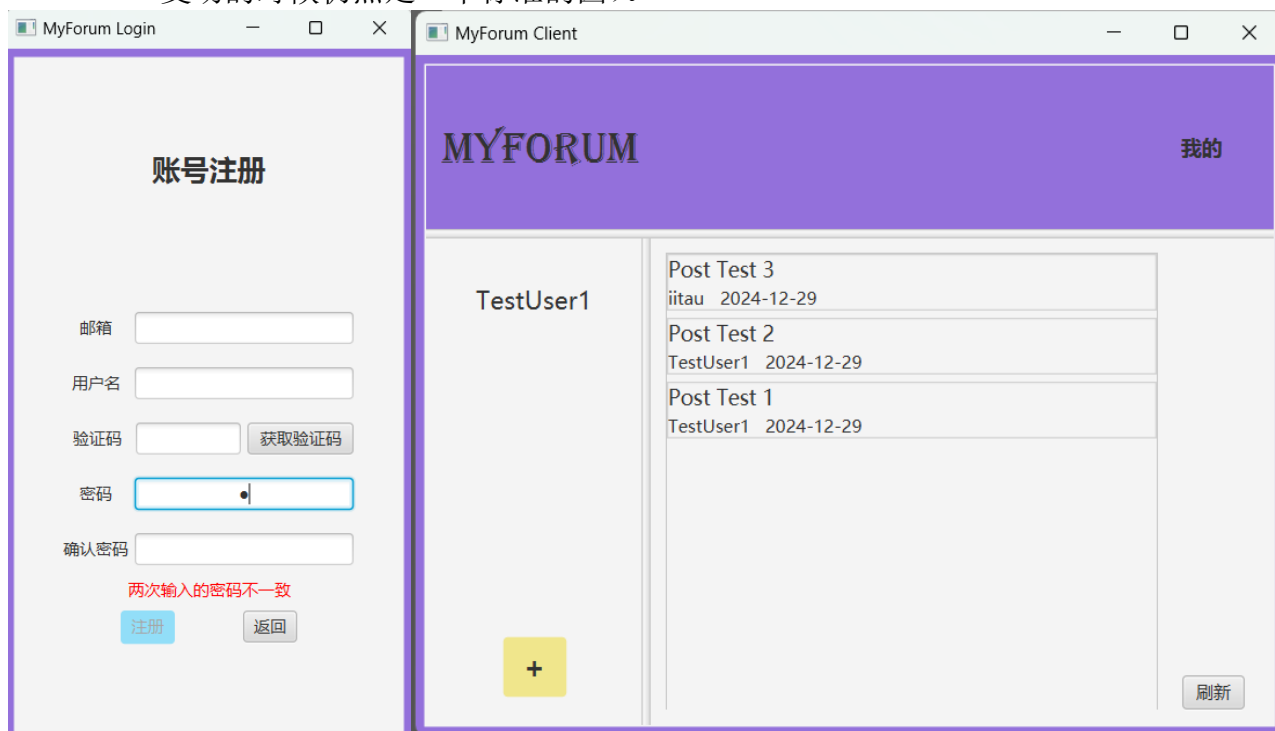 MyForum Login
账号注册
邮箱
用户名
验证码 获取验证码
密码
确认密码
两次输入的密码不一致
注册 返回
MyForum Client
MYFORUM
我的
TestUser1
+
Post Test 3
iitau 2024-12-29
Post Test 2
TestUser1 2024-12-29
Post Test 1
TestUser1 2024-12-29
刷新